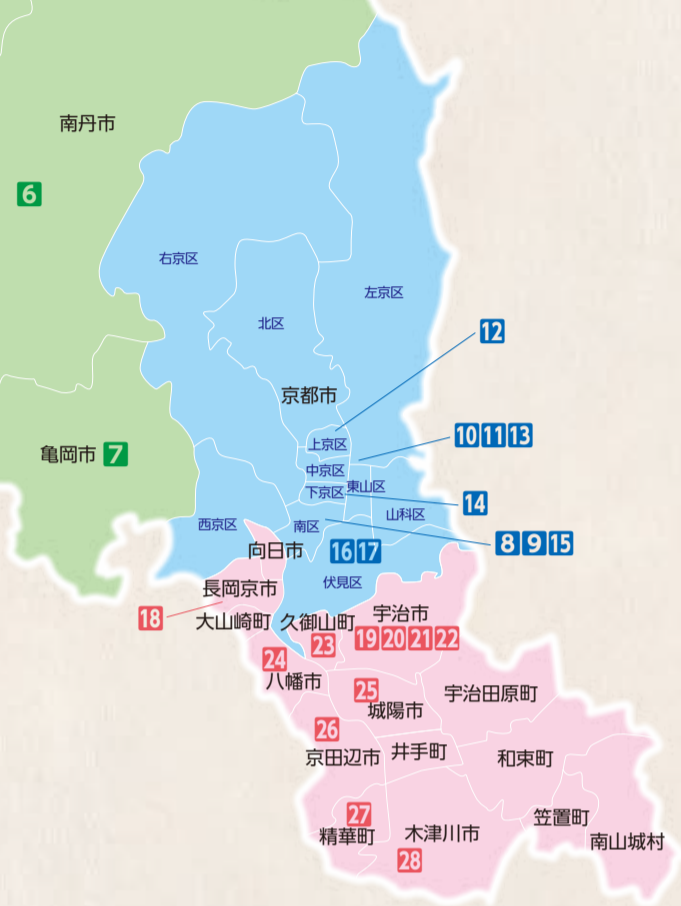 南丹市
6
右京区
左京区
北区
12
京都市
10 11 13
上京区
亀岡市 7
中京区
下京区
東山区
14
山科区
西京区
南区
8 9 15
向日市
16 17
伏見区
長岡京市
18
大山崎町
久御山町
宇治市
23
19 20 21 22
24
八幡市
25
宇治田原町
城陽市
26
京田辺市
井手町
和束町
27
笠置町
精華町
木津川市
南山城村
28